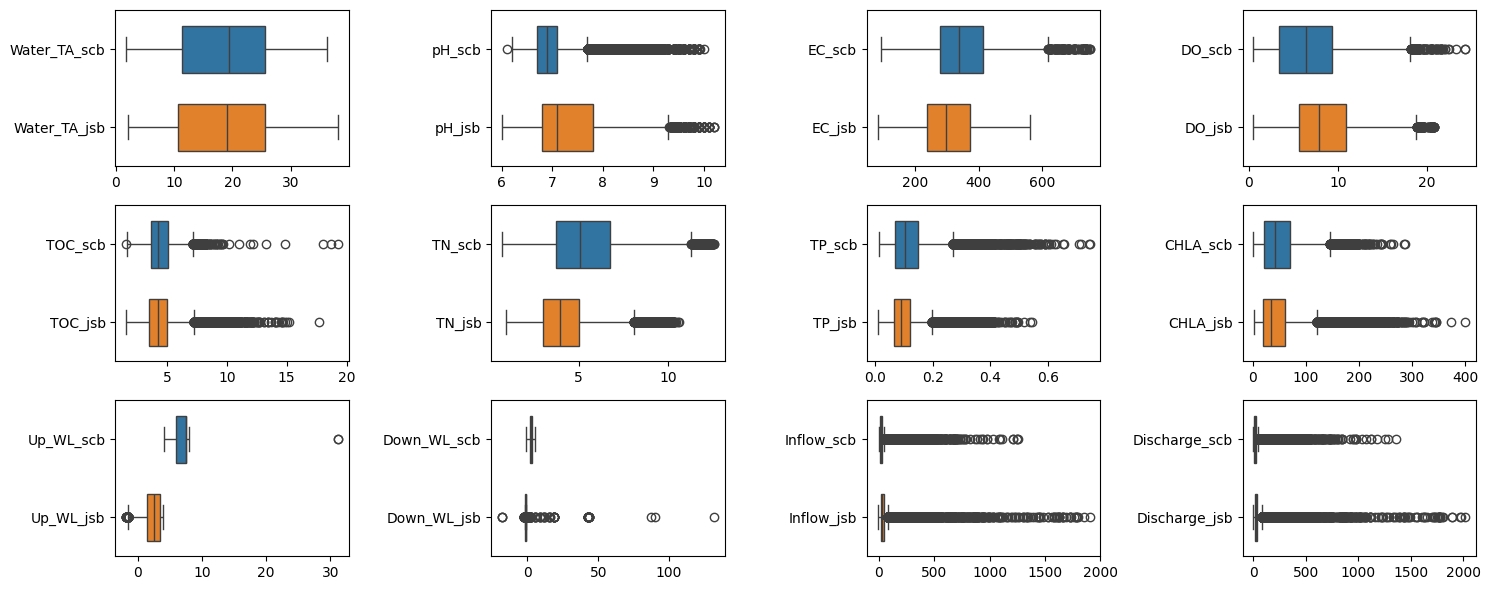 Water_TA_scb
Water_TA_jsb
0 10 20 30
pH_scb
pH_jsb
6 7 8 9 10
EC_scb
EC_jsb
200 400 600
DO_scb
DO_jsb
0 10 20
TOC_scb
TOC_jsb
5 10 15 20
TN_scb
TN_jsb
5 10
TP_scb
TP_jsb
0.0 0.2 0.4 0.6
CHLA_scb
CHLA_jsb
0 100 200 300 400
Up_WL_scb
Up_WL_jsb
0 10 20 30
Down_WL_scb
Down_WL_jsb
0 50 100
Inflow_scb
Inflow_jsb
0 500 1000 1500 2000
Discharge_scb
Discharge_jsb
0 500 1000 1500 2000